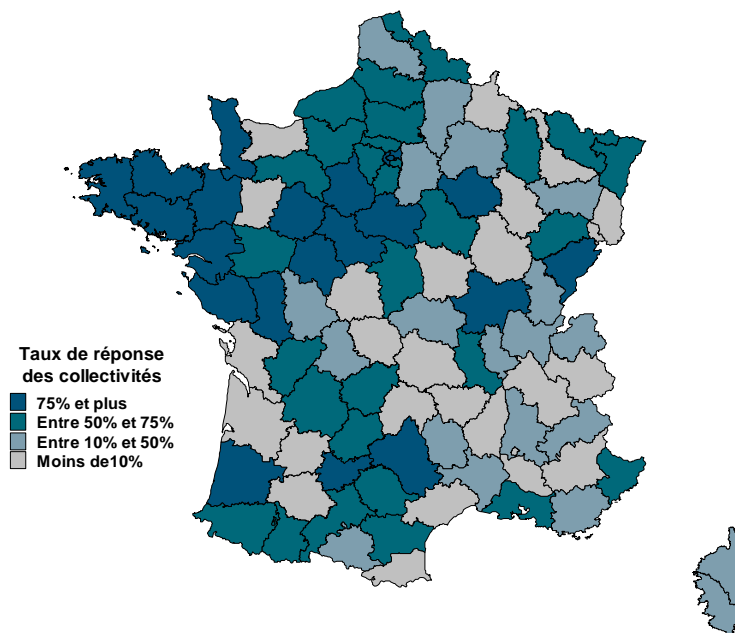 Taux de réponse
des collectivités
75% et plus
Entre 50% et 75%
Entre 10% et 50%
Moins de10%